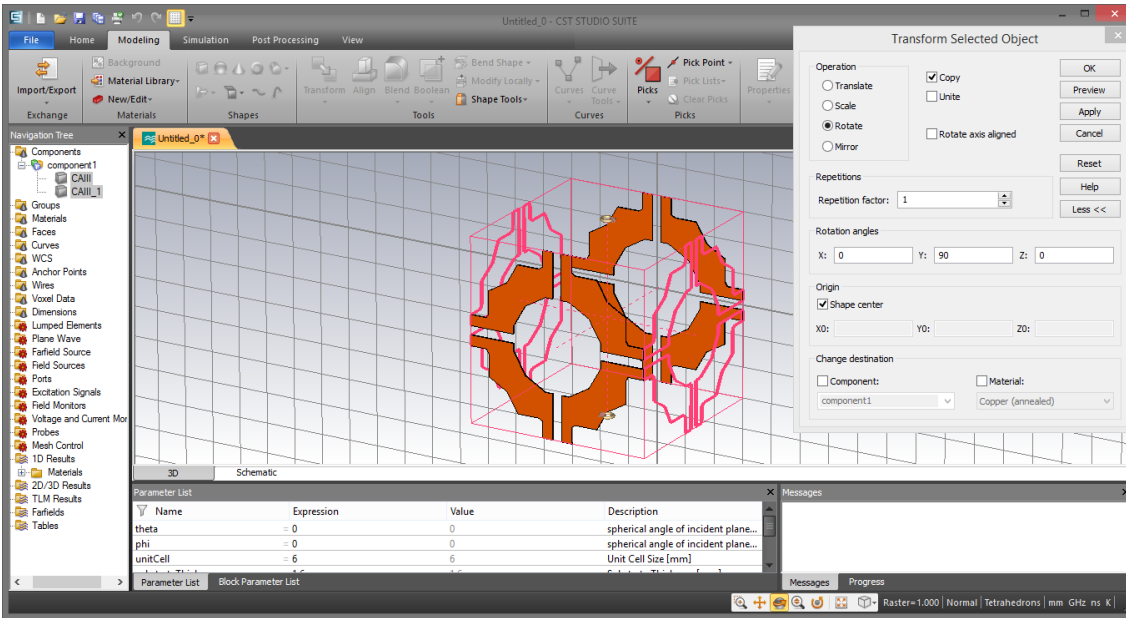 Untitled_0 - CST STUDIO SUITE
File Home Modeling Simulation Post Processing View
Import/Export
Exchange
Background
Material Library
New/Edit
Materials
Shapes
Transform Align Blend Boolean
Bend Shape
Modify Locally
Shape Tools
Tools
Curves Curve Tools
Curves
Picks
Pick Point
Pick Lists
Clear Picks
Picks
Properties
Navigation Tree
Components
component1
CAIII
CAIII_1
Groups
Materials
Faces
Curves
WCS
Anchor Points
Wires
Voxel Data
Dimensions
Lumped Elements
Plane Wave
Farfield Source
Field Sources
Ports
Excitation Signals
Field Monitors
Voltage and Current Mor
Probes
Mesh Control
1D Results
Materials
2D/3D Results
TLM Results
Farfields
Tables
Untitled_0*
3D Schematic
Transform Selected Object
Operation
Translate
Scale
Rotate
Mirror
Copy
Unite
Rotate axis aligned
OK
Preview
Apply
Cancel
Reset
Help
Less <<
Repetitions
Repetition factor: 1
Rotation angles
X: 0 Y: 90 Z: 0
Origin
Shape center
X0: Y0: Z0:
Change destination
Component: Material:
component1 Copper (annealed)
Parameter List
Name Expression Value Description
theta = 0 0 spherical angle of incident plane...
phi = 0 0 spherical angle of incident plane...
unitCell = 6 6 Unit Cell Size [mm]
Parameter List Block Parameter List
Messages
Messages Progress
Raster=1.000 Normal Tetrahedrons mm GHz ns K